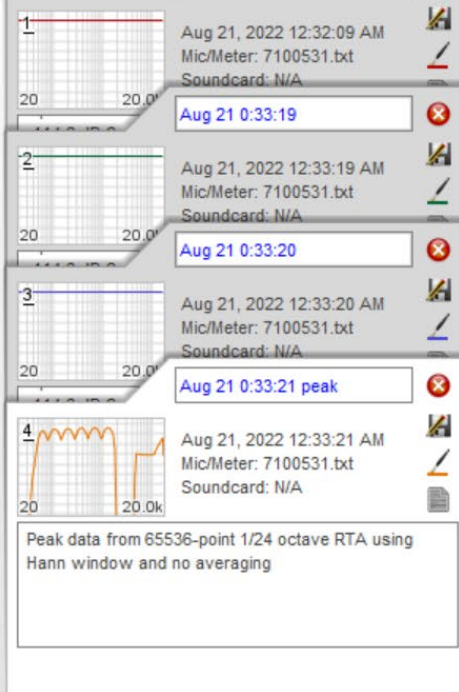 1
Aug 21, 2022 12:32:09 AM
Mic/Meter: 7100531.txt
Soundcard: N/A
20 20.0k
Aug 21 0:33:19
2
Aug 21, 2022 12:33:19 AM
Mic/Meter: 7100531.txt
Soundcard: N/A
20 20.0k
Aug 21 0:33:20
3
Aug 21, 2022 12:33:20 AM
Mic/Meter: 7100531.txt
Soundcard: N/A
20 20.0k
Aug 21 0:33:21 peak
4
Aug 21, 2022 12:33:21 AM
Mic/Meter: 7100531.txt
Soundcard: N/A
20 20.0k
Peak data from 65536-point 1/24 octave RTA using
Hann window and no averaging